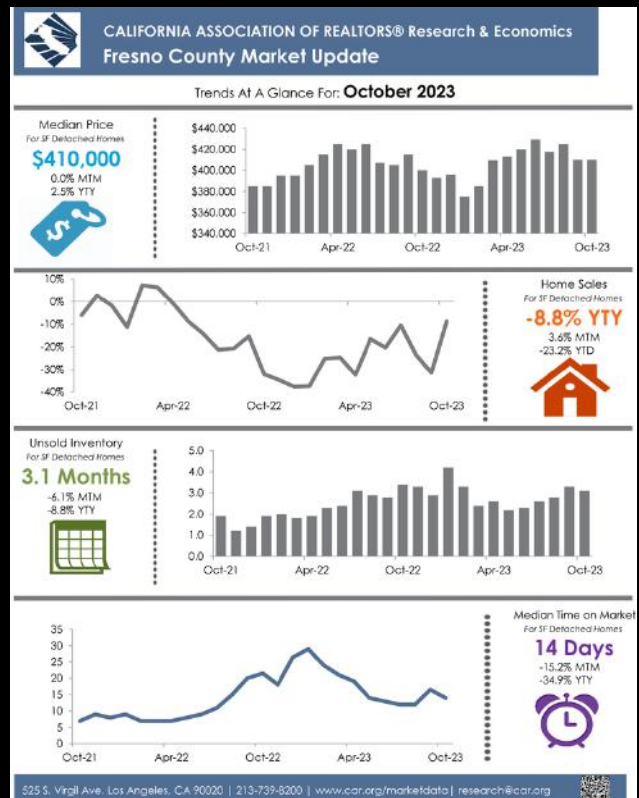 CALIFORNIA ASSOCIATION OF REALTORS® Research & Economics
Fresno County Market Update
Trends At A Glance For: October 2023
Median Price
For SF Detached Homes
$410,000
0.0% MTM
2.5% YTY
$
$440.000
$420.000
$400.000
$380.000
$360.000
$340.000
Oct-21 Apr-22 Oct-22 Apr-23 Oct-23
10%
0%
-10%
-20%
-30%
-40%
Oct-21 Apr-22 Oct-22 Apr-23 Oct-23
Home Sales
For SF Detached Homes
-8.8% YTY
3.6% MTM
-23.2% YTD
Unsold Inventory
For SF Detached Homes
3.1 Months
-6.1% MTM
-8.8% YTY
5.0
4.0
3.0
2.0
1.0
0.0
Oct-21 Apr-22 Oct-22 Apr-23 Oct-23
35
30
25
20
15
10
5
0
Oct-21 Apr-22 Oct-22 Apr-23 Oct-23
Median Time on Market
For SF Detached Homes
14 Days
-15.2% MTM
-34.9% YTY
525 S. Virgil Ave. Los Angeles, CA 90020 | 213-739-8200 | www.car.org/marketdata| research@car.org